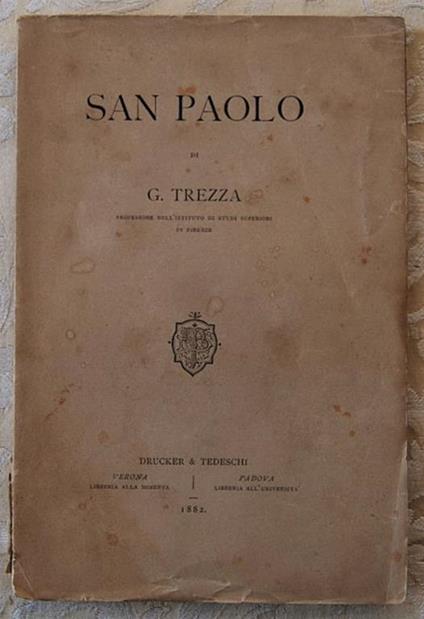 SAN PAOLO
DI
G. TREZZA
PROFESSORE NELL'ISTITUTO DI STUDI SUPERIORI
IN FIRENZE
DRUCKER & TEDESCHI
VERONA
LIBRERIA ALLA MINERVA
PADOVA
LIBRERIA ALL'UNIVERSITÀ
1882.